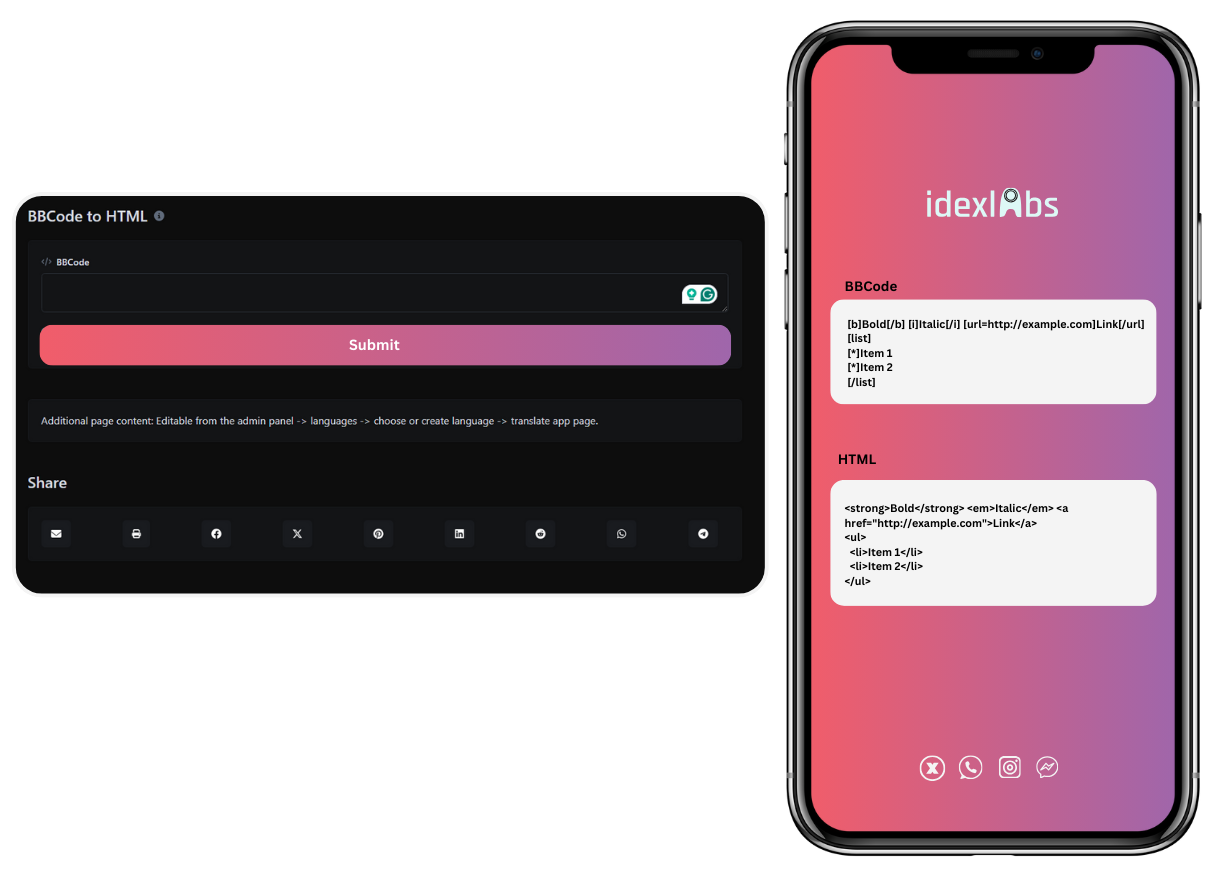 BBCode to HTML
</> BBCode
Submit
Additional page content: Editable from the admin panel -> languages -> choose or create language -> translate app page.
Share
idexlabs
BBCode
[b]Bold[/b] [i]Italic[/i] [url=http://example.com]Link[/url]
[list]
[*]Item 1
[*]Item 2
[/list]
HTML
<strong>Bold</strong> <em>Italic</em> <a
href="http://example.com">Link</a>
<ul>
<li>Item 1</li>
<li>Item 2</li>
</ul>